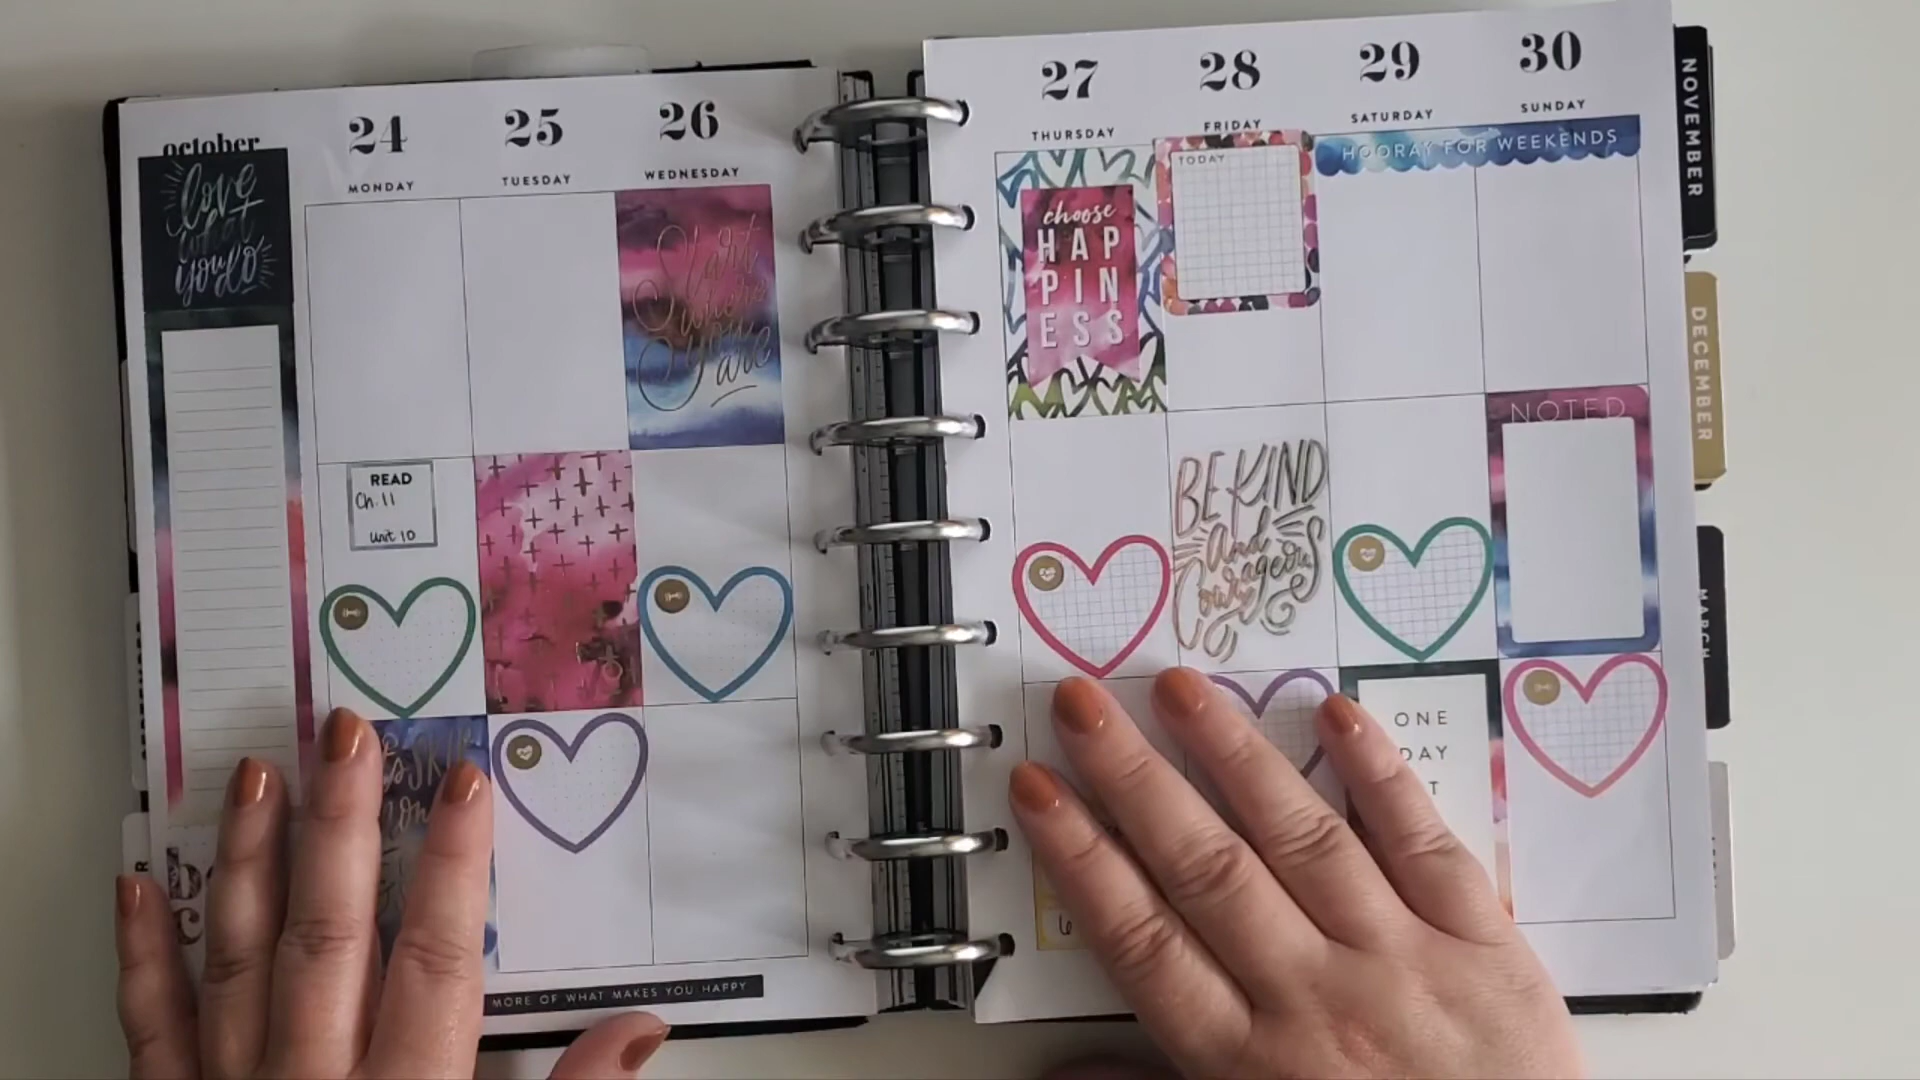 october
love
what
you do
24
MONDAY
25
TUESDAY
26
WEDNESDAY
Start
where
you
are
READ
Ch. 11
Unit 10
MORE OF WHAT MAKES YOU HAPPY
27
THURSDAY
28
FRIDAY
29
SATURDAY
30
SUNDAY
choose
HAP
PIN
ESS
TODAY
HOORAY FOR WEEKENDS
BE KIND
and
Courageous
NOTED
ONE
DAY
6
NOVEMBER
DECEMBER
MARCH